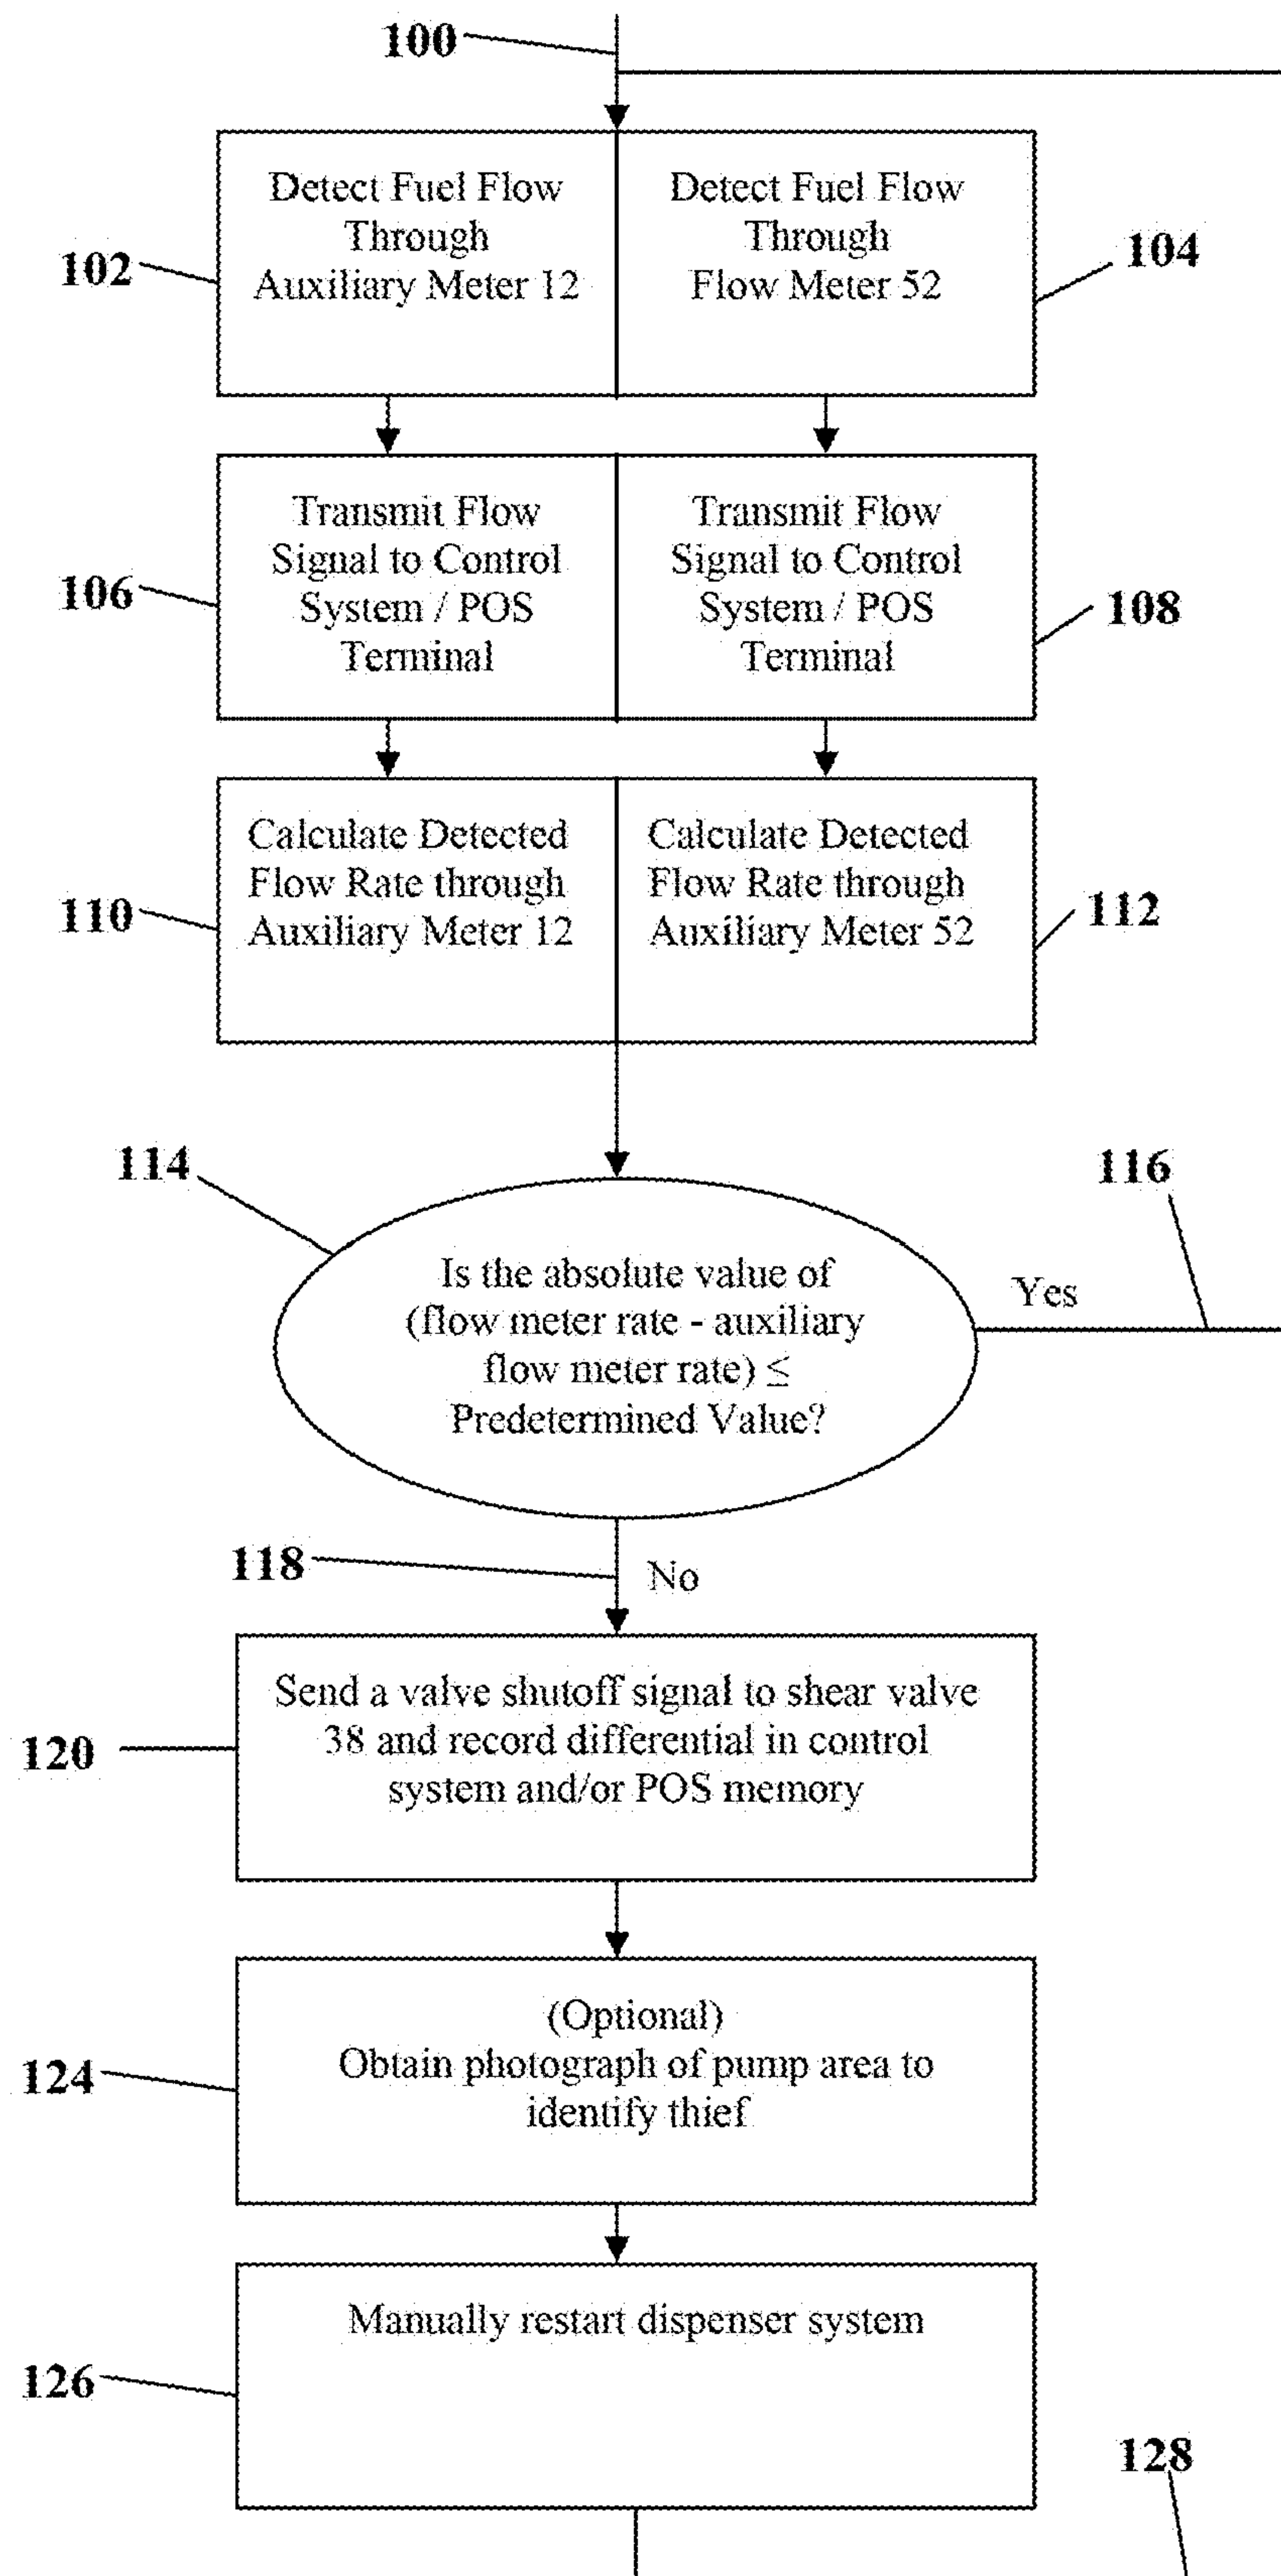 100
Detect Fuel Flow
Through
Auxiliary Meter 12
Detect Fuel Flow
Through
Flow Meter 52
102
104
Transmit Flow
Signal to Control
System / POS
Terminal
Transmit Flow
Signal to Control
System / POS
Terminal
106
108
Calculate Detected
Flow Rate through
Auxiliary Meter 12
Calculate Detected
Flow Rate through
Auxiliary Meter 52
110
112
114
116
Is the absolute value of
(flow meter rate - auxiliary
flow meter rate) ≤
Predetermined Value?
Yes
118
No
Send a valve shutoff signal to shear valve
38 and record differential in control
system and/or POS memory
120
(Optional)
Obtain photograph of pump area to
identify thief
124
Manually restart dispenser system
126
128